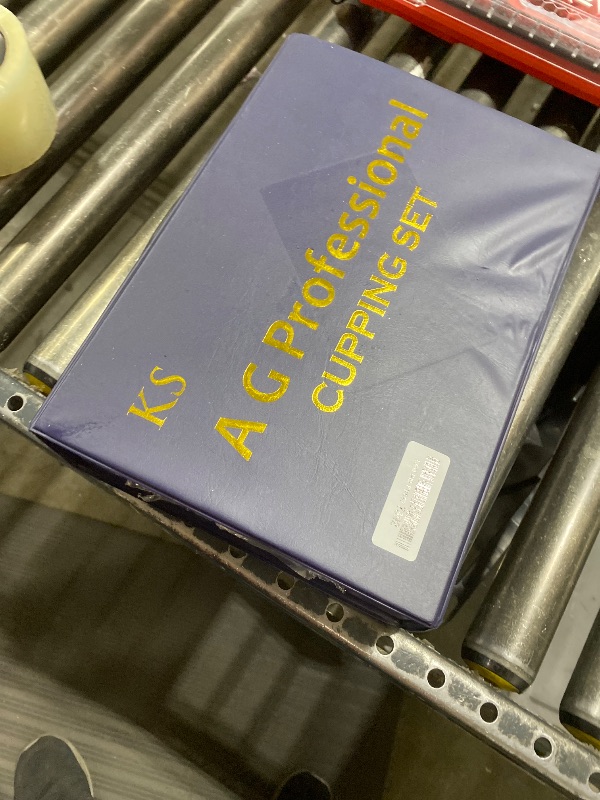 KS
A G Professional
CUPPING SET